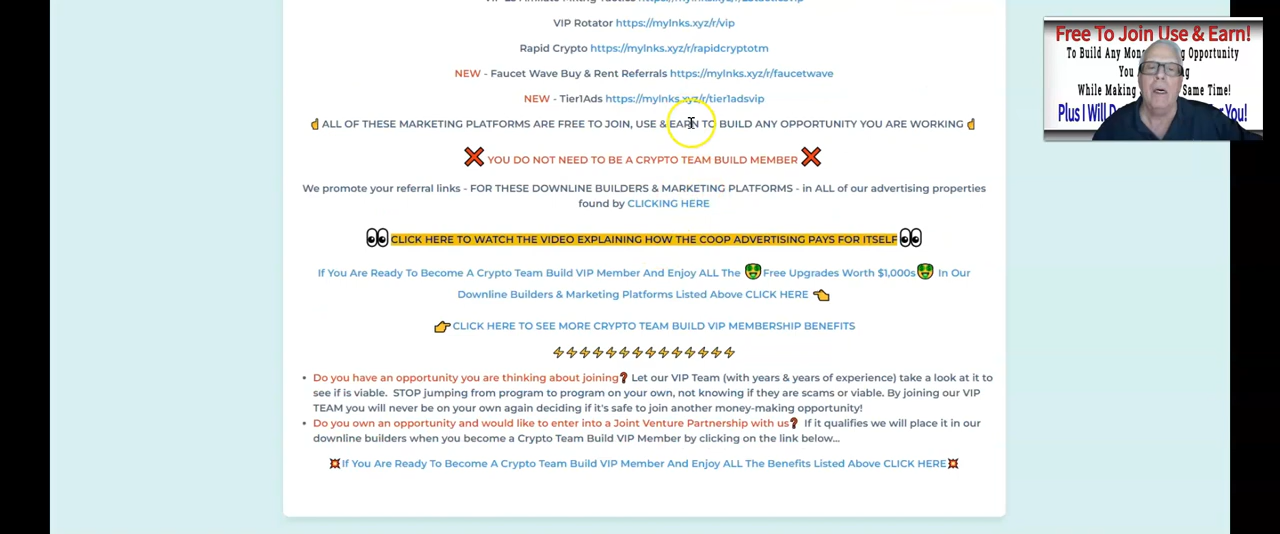 VIP Rotator https://mylnks.xyz/r/vip
Rapid Crypto https://mylnks.xyz/r/rapidcryptotm
NEW - Faucet Wave Buy & Rent Referrals https://mylnks.xyz/r/faucetwave
NEW - Tier1Ads https://mylnks.xyz/r/tier1adsvip
ALL OF THESE MARKETING PLATFORMS ARE FREE TO JOIN, USE & EARN TO BUILD ANY OPPORTUNITY YOU ARE WORKING
YOU DO NOT NEED TO BE A CRYPTO TEAM BUILD MEMBER
We promote your referral links - FOR THESE DOWNLINE BUILDERS & MARKETING PLATFORMS - in ALL of our advertising properties
found by CLICKING HERE
CLICK HERE TO WATCH THE VIDEO EXPLAINING HOW THE COOP ADVERTISING PAYS FOR ITSELF
If You Are Ready To Become A Crypto Team Build VIP Member And Enjoy ALL The Free Upgrades Worth $1,000s In Our
Downline Builders & Marketing Platforms Listed Above CLICK HERE
CLICK HERE TO SEE MORE CRYPTO TEAM BUILD VIP MEMBERSHIP BENEFITS
• Do you have an opportunity you are thinking about joining? Let our VIP Team (with years & years of experience) take a look at it to
see if is viable. STOP jumping from program to program on your own, not knowing if they are scams or viable. By joining our VIP
TEAM you will never be on your own again deciding if it's safe to join another money-making opportunity!
• Do you own an opportunity and would like to enter into a Joint Venture Partnership with us? If it qualifies we will place it in our
downline builders when you become a Crypto Team Build VIP Member by clicking on the link below...
If You Are Ready To Become A Crypto Team Build VIP Member And Enjoy ALL The Benefits Listed Above CLICK HERE
Free To Join Use & Earn!
To Build Any Opportunity
You
While Making Same Time!
Plus I Will You!